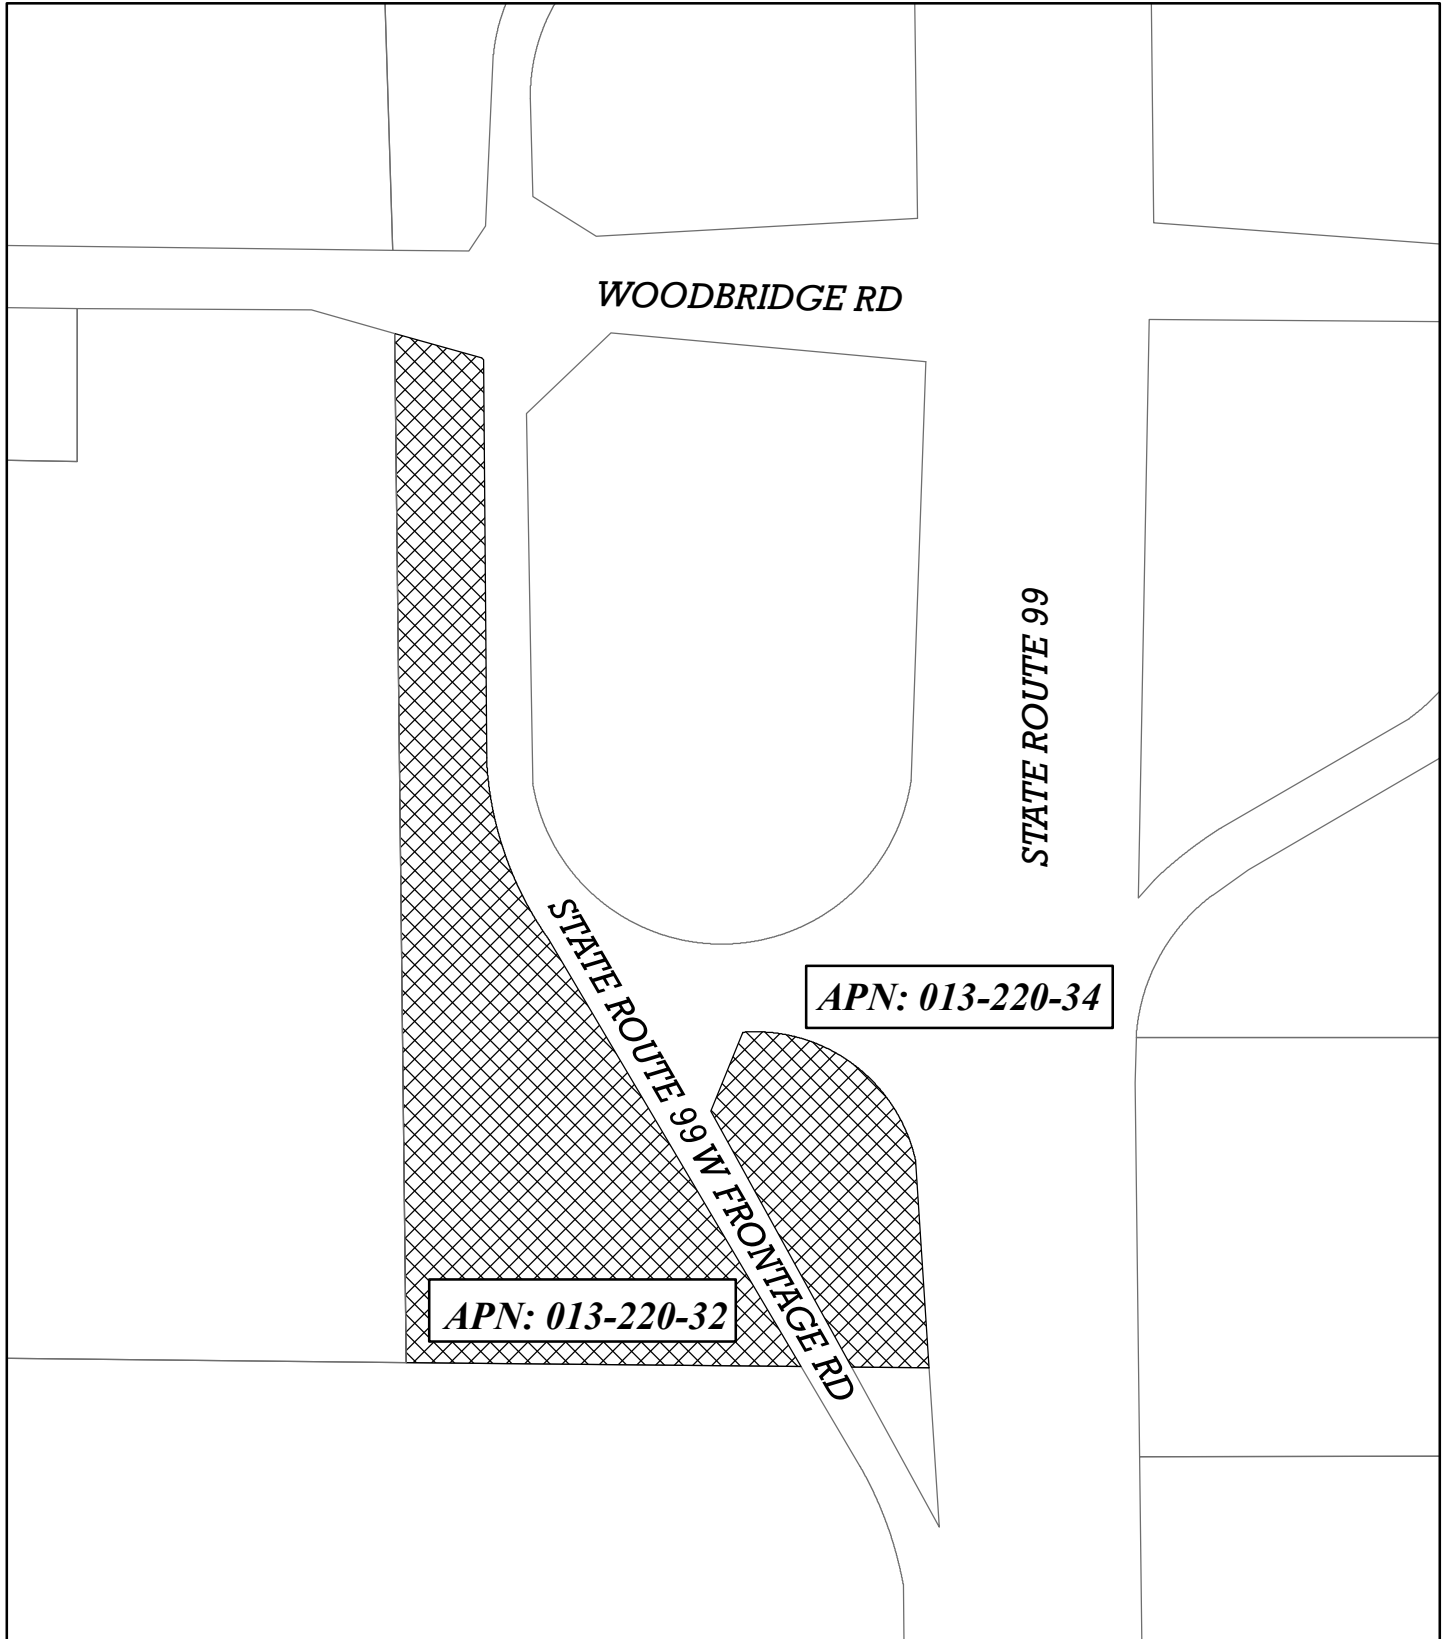 WOODBRIDGE RD
STATE ROUTE 99
STATE ROUTE 99 W FRONTAGE RD
APN: 013-220-34
APN: 013-220-32